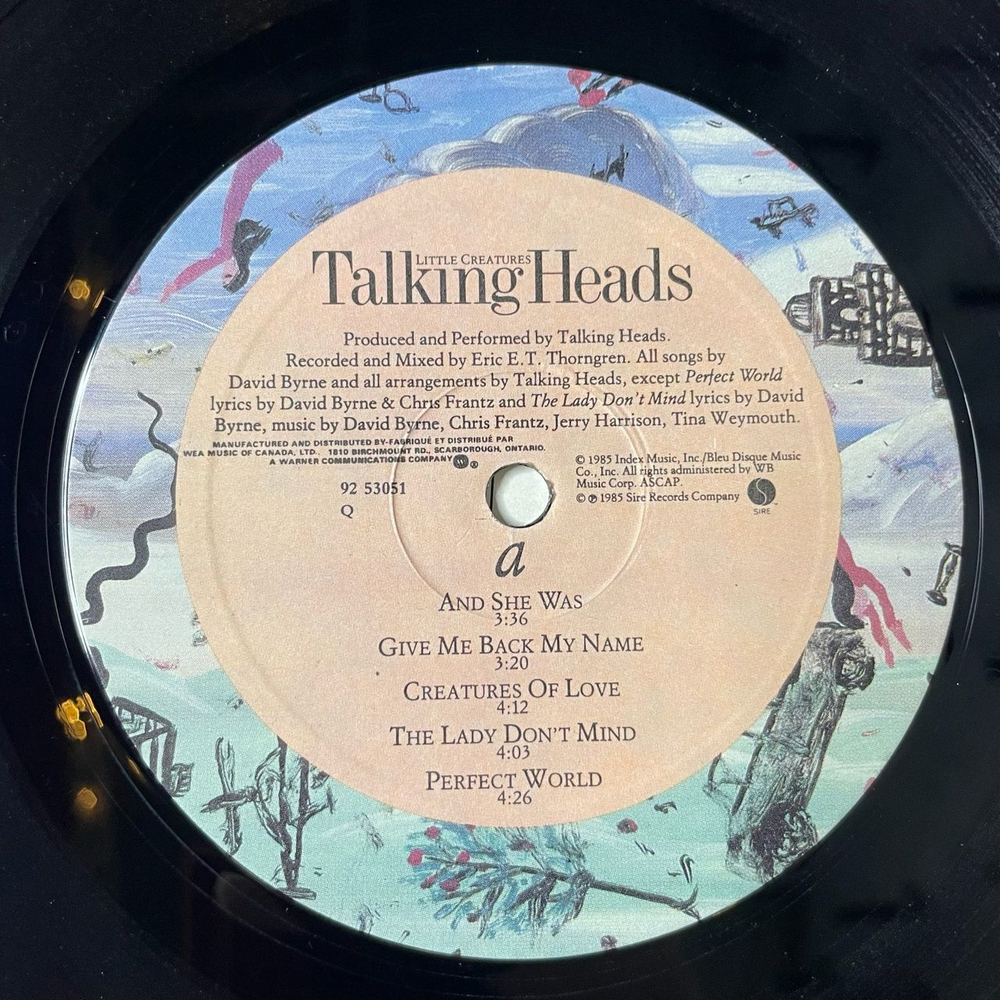 LITTLE CREATURES
Talking Heads
Produced and Performed by Talking Heads.
Recorded and Mixed by Eric E.T. Thorngren. All songs by
David Byrne and all arrangements by Talking Heads, except Perfect World
lyrics by David Byrne & Chris Frantz and The Lady Don't Mind lyrics by David
Byrne, music by David Byrne, Chris Frantz, Jerry Harrison, Tina Weymouth.
MANUFACTURED AND DISTRIBUTED BY-FABRIQUÉ ET DISTRIBUÉ PAR
WEA MUSIC OF CANADA, LTD., 1810 BIRCHMOUNT RD., SCARBOROUGH, ONTARIO.
A WARNER COMMUNICATIONS COMPANY ®
92 53051
Q
© 1985 Index Music, Inc./Bleu Disque Music
Co., Inc. All rights administered by WB
Music Corp. ASCAP.
© ℗ 1985 Sire Records Company
SIRE
a
AND SHE WAS
3:36
GIVE ME BACK MY NAME
3:20
CREATURES OF LOVE
4:12
THE LADY DON'T MIND
4:03
PERFECT WORLD
4:26